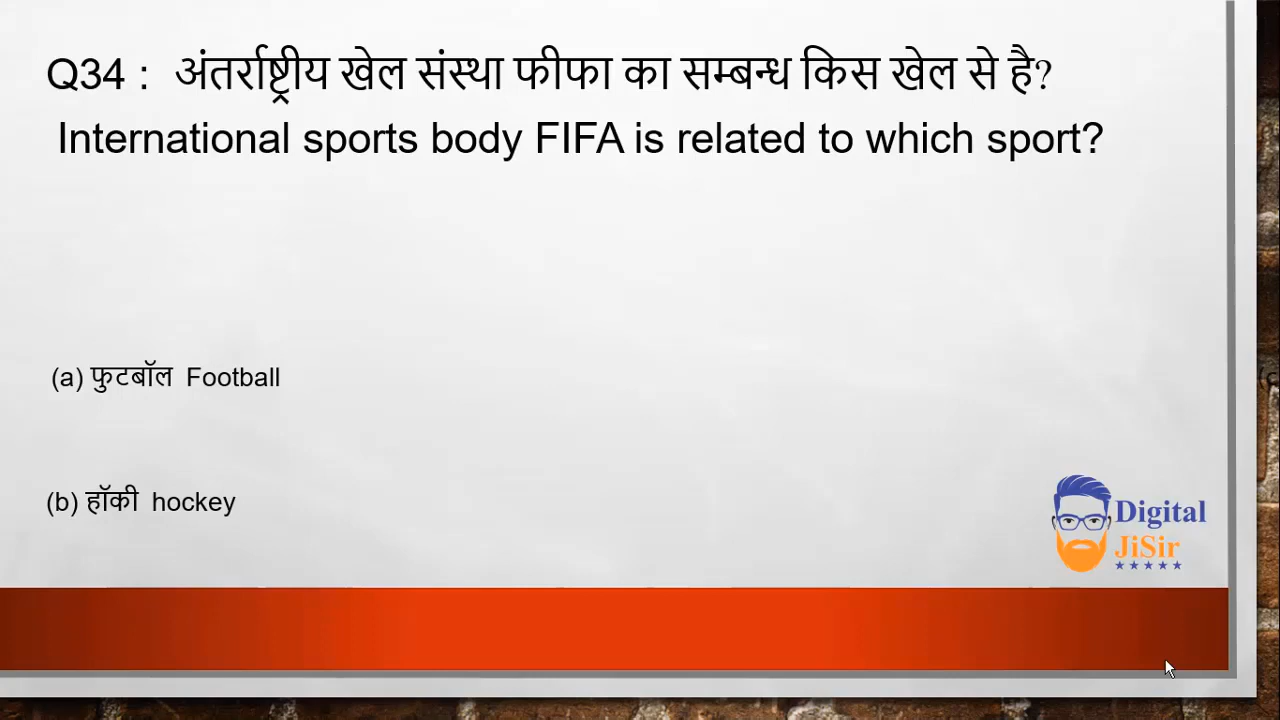 Q34 : अंतर्राष्ट्रीय खेल संस्था फीफा का सम्बन्ध किस खेल से है?
International sports body FIFA is related to which sport?
(a) फुटबॉल Football
(b) हॉकी hockey
Digital
JiSir